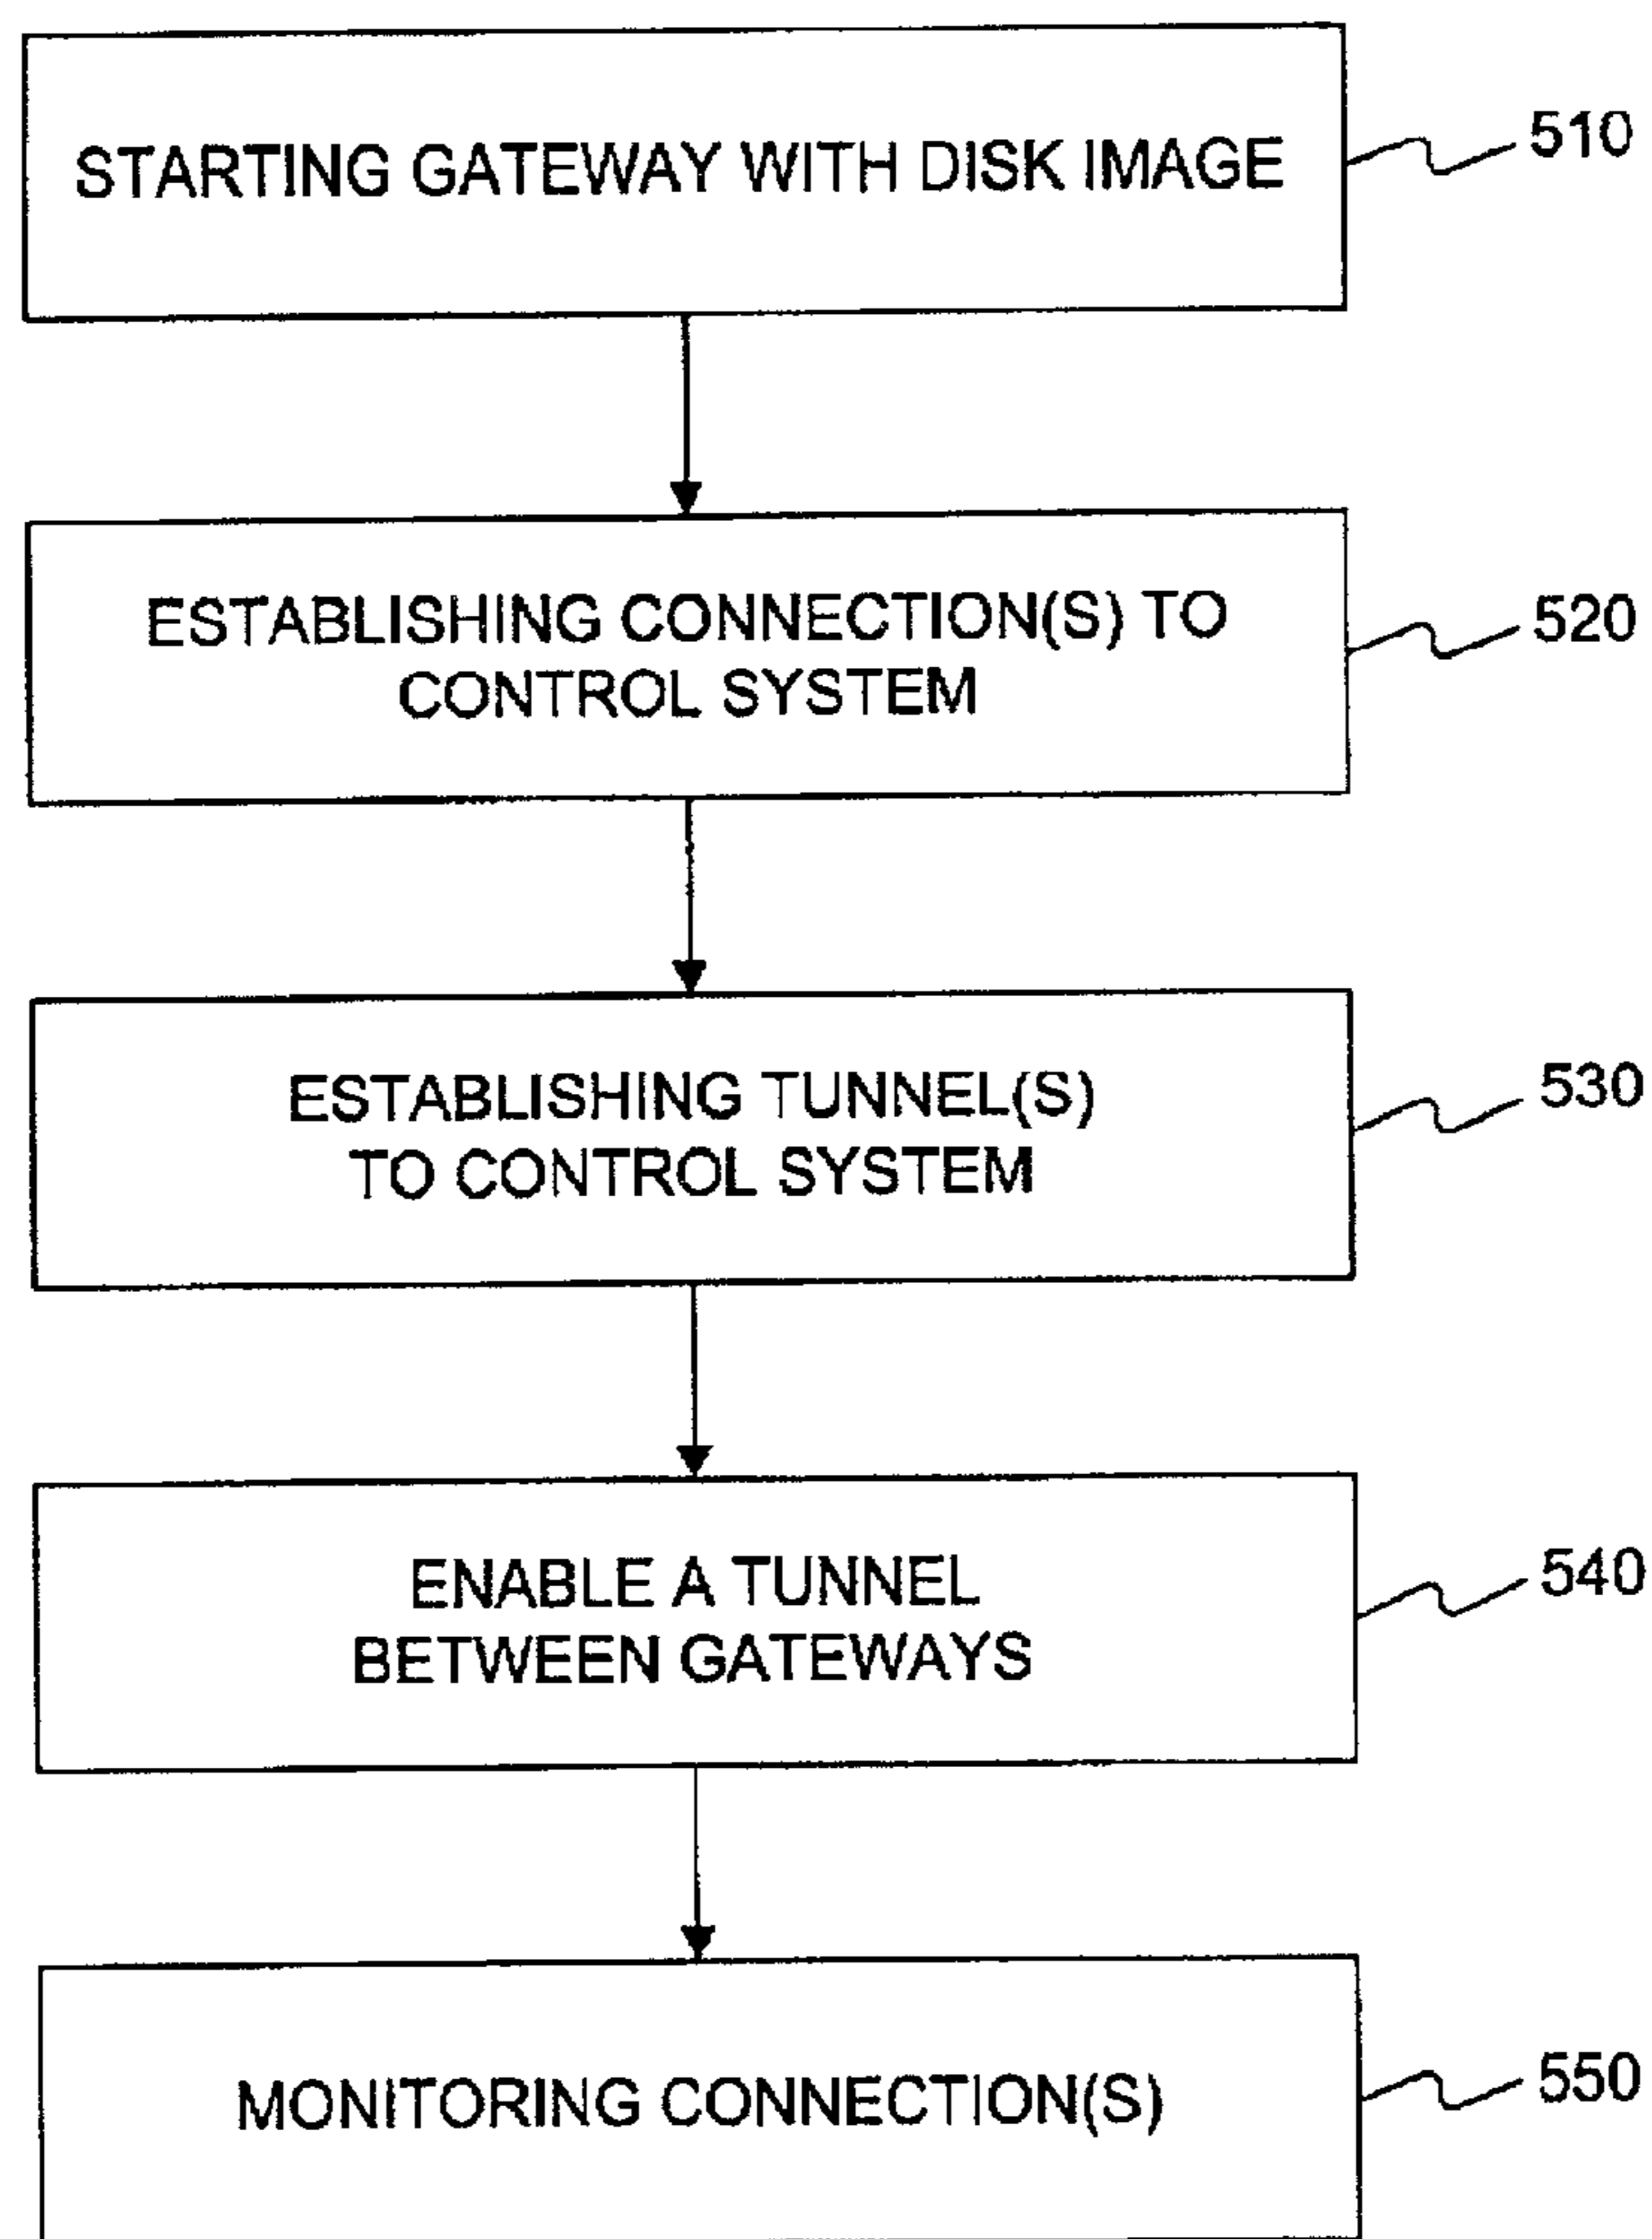 STARTING GATEWAY WITH DISK IMAGE
510
ESTABLISHING CONNECTION(S) TO
CONTROL SYSTEM
520
ESTABLISHING TUNNEL(S)
TO CONTROL SYSTEM
530
ENABLE A TUNNEL
BETWEEN GATEWAYS
540
MONITORING CONNECTION(S)
550